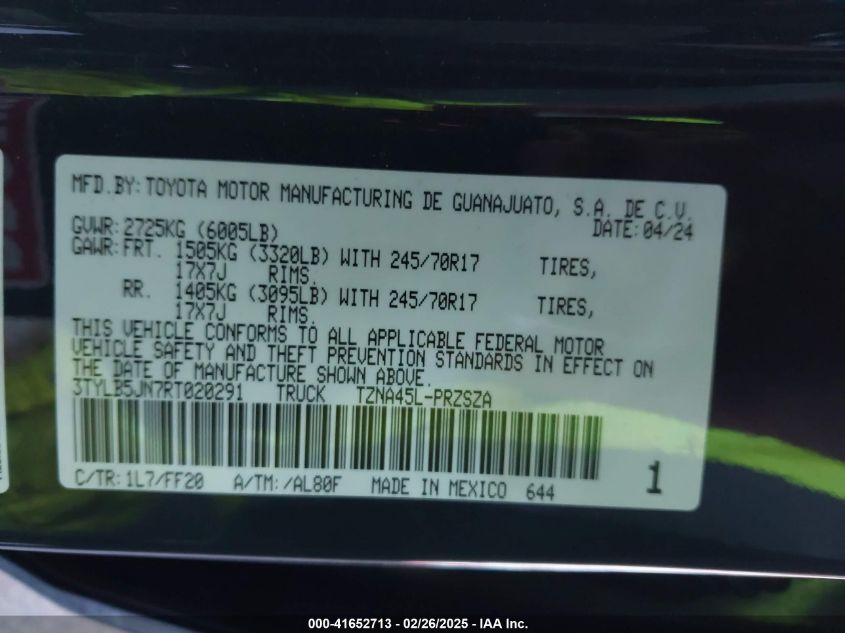 MFD.BY:TOYOTA MOTOR MANUFACTURING DE GUANAJUATO, S.A. DE C.V.
GVWR:2725KG (6005LB) DATE:04/24
GAWR:FRT. 1505KG (3320LB) WITH 245/70R17 TIRES,
17X7J RIMS.
RR. 1405KG (3095LB) WITH 245/70R17 TIRES,
17X7J RIMS.
THIS VEHICLE CONFORMS TO ALL APPLICABLE FEDERAL MOTOR
VEHICLE SAFETY AND THEFT PREVENTION STANDARDS IN EFFECT ON
THE DATE OF MANUFACTURE SHOWN ABOVE.
3TYLB5JN7RT020291 TRUCK TZNA45L-PRZSZA
C/TR:1L7/FF20 A/TM:/AL80F MADE IN MEXICO 644 1
000-41652713 - 02/26/2025 - IAA Inc.